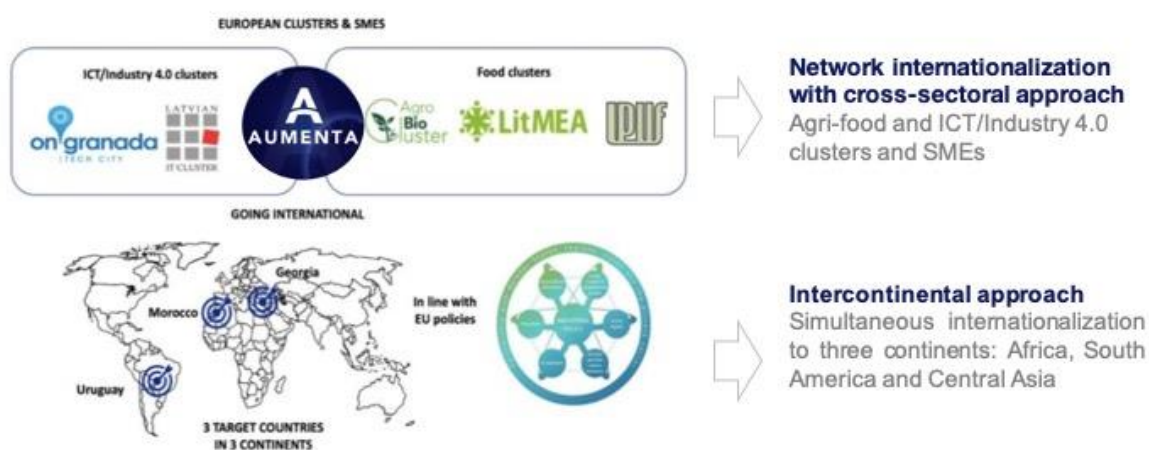 EUROPEAN CLUSTERS & SMES
ICT/Industry 4.0 clusters
Food clusters
on granada
TECH CITY
LATVIAN
IT CLUSTER
AUMENTA
Agro
Bio
Cluster
LitMEA
Network internationalization
with cross-sectoral approach
Agri-food and ICT/Industry 4.0
clusters and SMEs
GOING INTERNATIONAL
Georgia
Morocco
Uruguay
3 TARGET COUNTRIES
IN 3 CONTINENTS
In line with
EU policies
Intercontinental approach
Simultaneous internationalization
to three continents: Africa, South
America and Central Asia